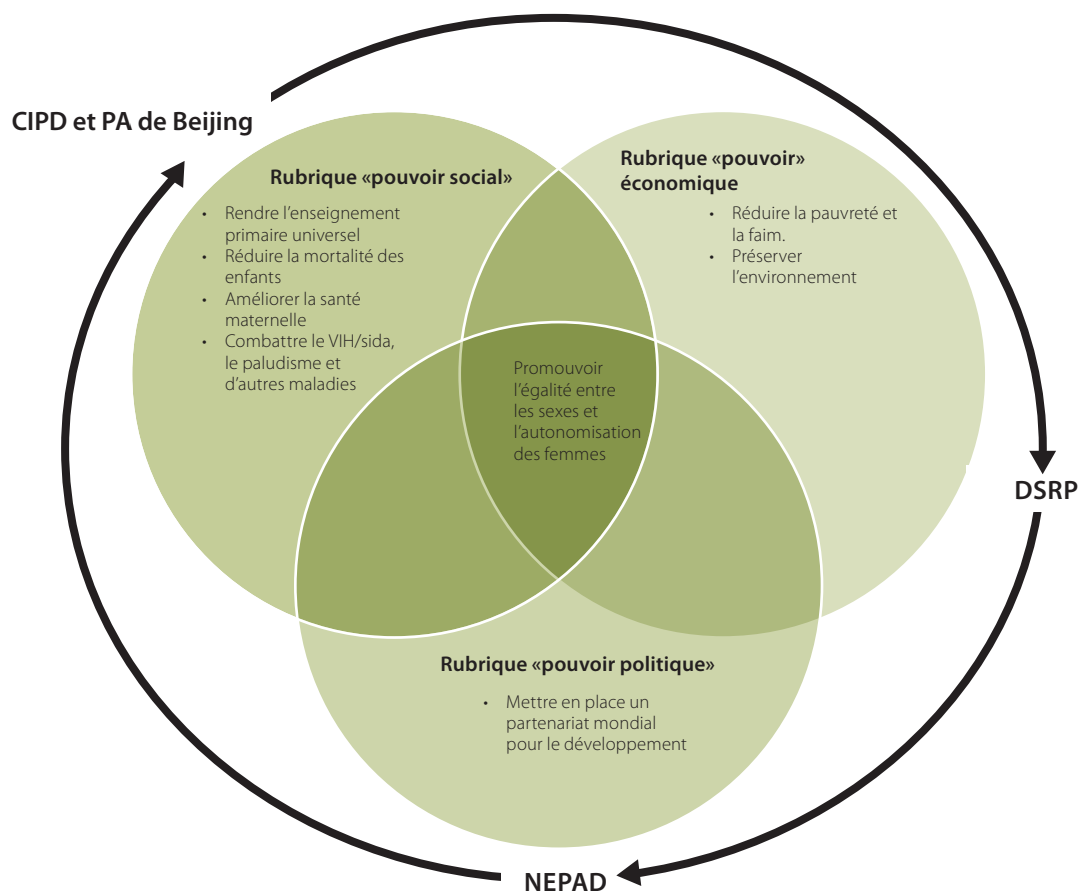 CIPD et PA de Beijing
Rubrique «pouvoir social»
• Rendre l’enseignement
primaire universel
• Réduire la mortalité des
enfants
• Améliorer la santé
maternelle
• Combattre le VIH/sida,
le paludisme et
d’autres maladies
Rubrique «pouvoir»
économique
• Réduire la pauvreté et
la faim.
• Préserver
l’environnement
Promouvoir
l’égalité entre
les sexes et
l’autonomisation
des femmes
DSRP
Rubrique «pouvoir politique»
• Mettre en place un
partenariat mondial
pour le développement
NEPAD